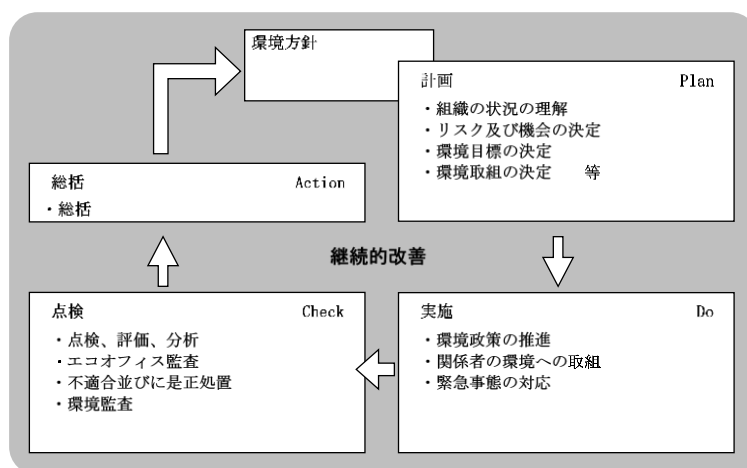 環境方針
計画 Plan
・組織の状況の理解
・リスク及び機会の決定
・環境目標の決定
・環境取組の決定 等
総括 Action
・総括
継続的改善
点検 Check
・点検、評価、分析
・エコオフィス監査
・不適合並びに是正処置
・環境監査
実施 Do
・環境政策の推進
・関係者の環境への取組
・緊急事態の対応